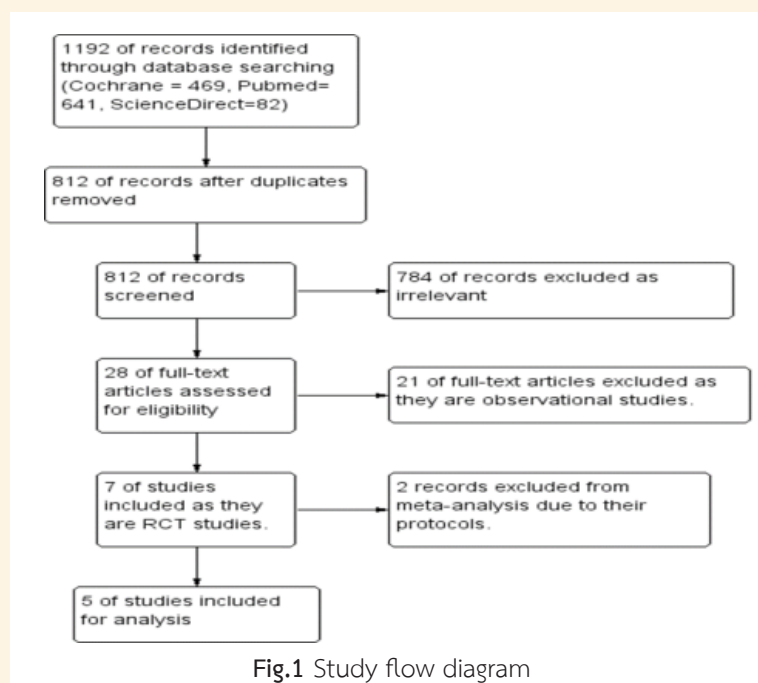 1192 of records identified
through database searching
(Cochrane = 469, Pubmed=
641, ScienceDirect=82)
812 of records after duplicates
removed
812 of records
screened
784 of records excluded as
irrelevant
28 of full-text
articles assessed
for eligibility
21 of full-text articles excluded as
they are observational studies.
7 of studies
included as they
are RCT studies.
2 records excluded from
meta-analysis due to their
protocols.
5 of studies included
for analysis
Fig.1 Study flow diagram